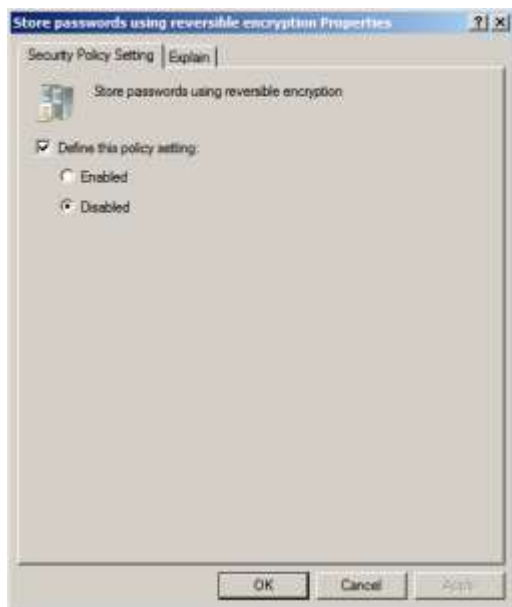 Store passwords using reversible encryption Properties
Security Policy Setting
Explain
Store passwords using reversible encryption
Define this policy setting:
Enabled
Disabled
OK
Cancel
Apply